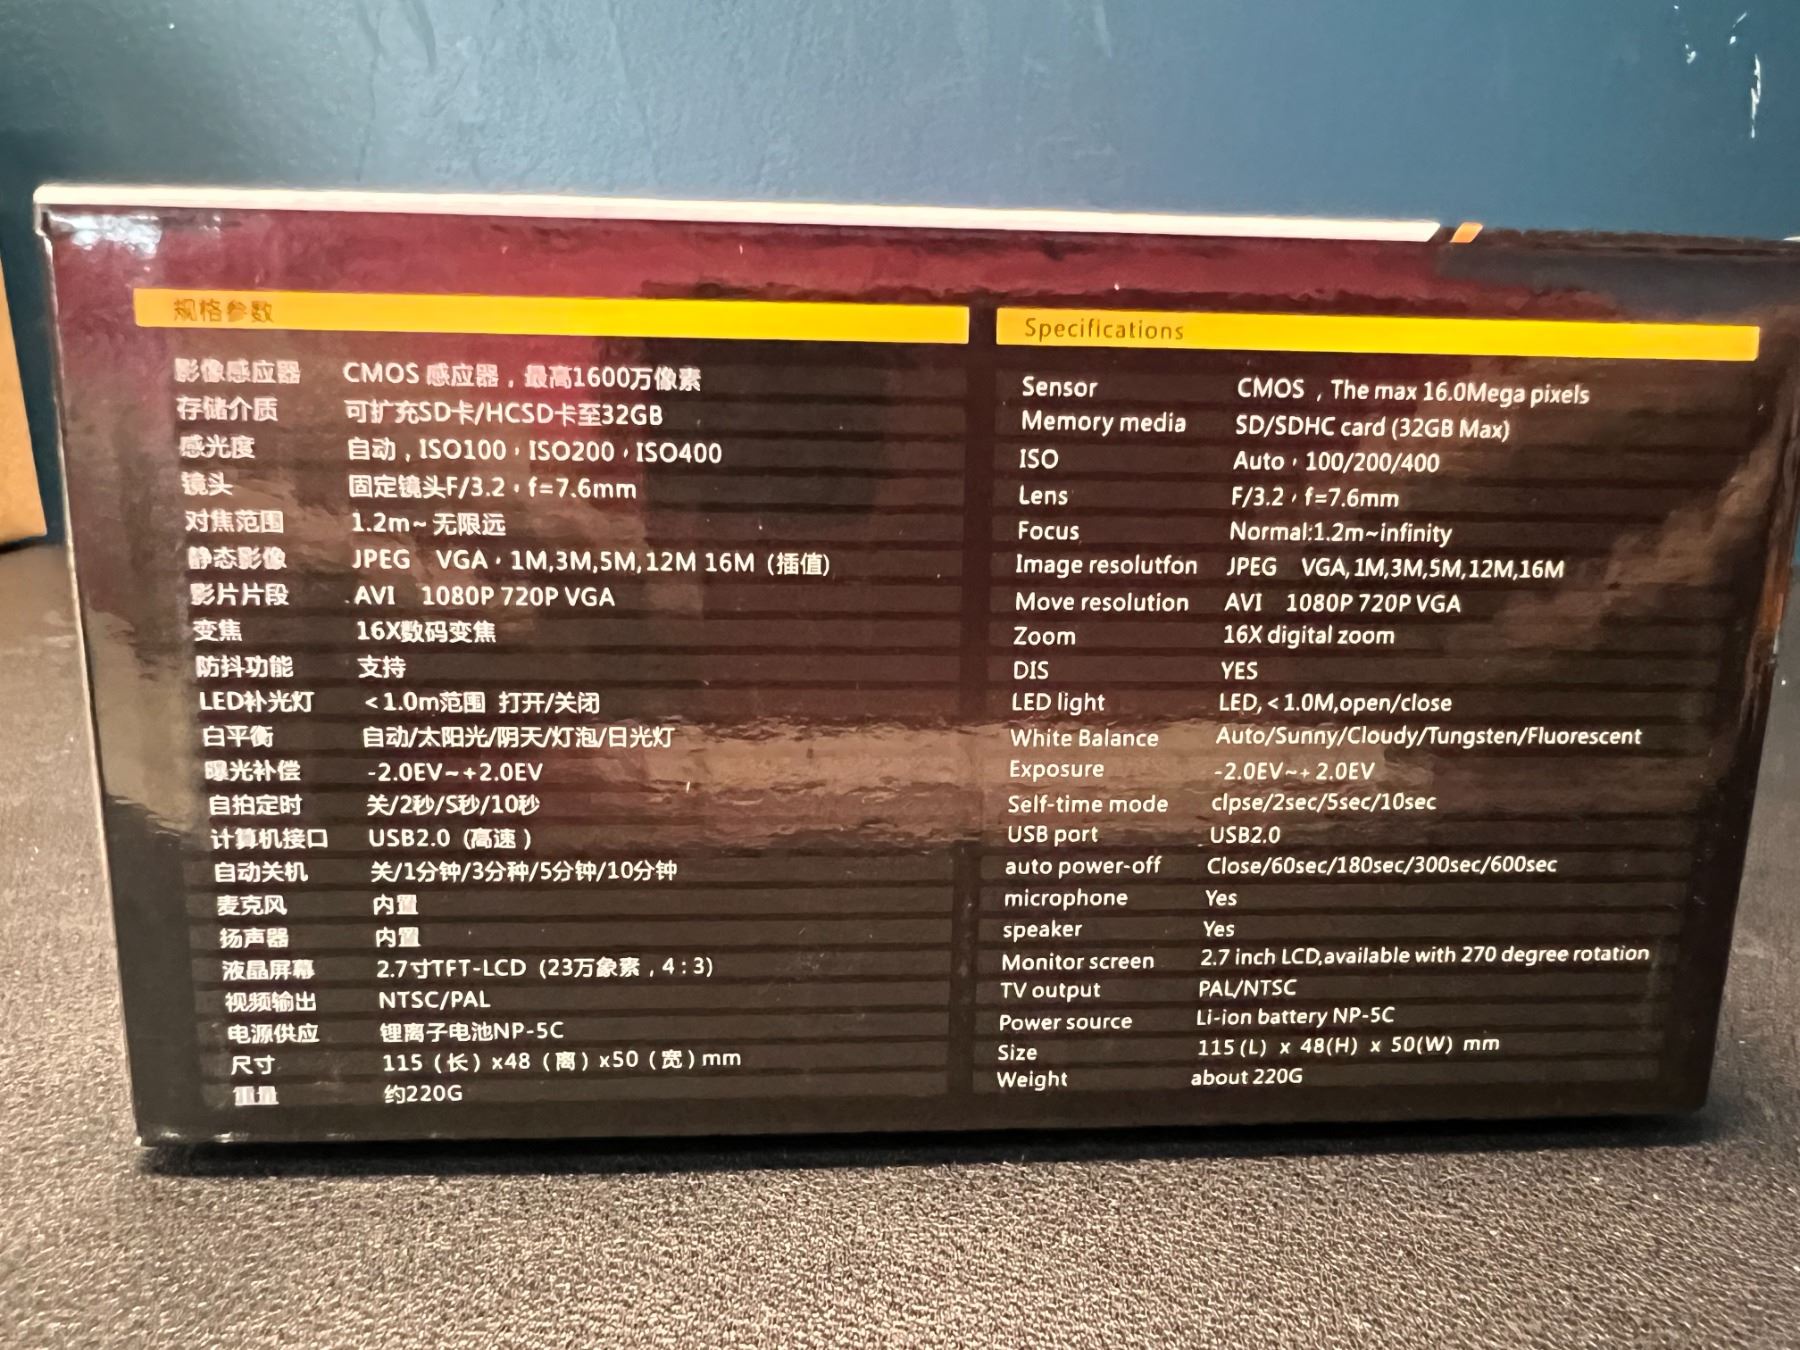 规格参数
影像感应器 CMOS 感应器，最高1600万像素
存储介质 可扩充SD卡/HCSD卡至32GB
感光度 自动，ISO100，ISO200，ISO400
镜头 固定镜头F/3.2，f=7.6mm
对焦范围 1.2m~无限远
静态影像 JPEG VGA，1M,3M,5M,12M 16M (插值)
影片片段 .AVI 1080P 720P VGA
变焦 16X数码变焦
防抖功能 支持
LED补光灯 <1.0m范围 打开/关闭
白平衡 自动/太阳光/阴天/灯泡/日光灯
曝光补偿 -2.0EV~+2.0EV
自拍定时 关/2秒/S秒/10秒
计算机接口 USB2.0 (高速)
自动关机 关/1分钟/3分种/5分钟/10分钟
麦克风 内置
扬声器 内置
液晶屏幕 2.7寸TFT-LCD (23万象素，4:3)
视频输出 NTSC/PAL
电源供应 锂离子电池NP-5C
尺寸 115（长）x48（离）x50（宽）mm
重量 约220G
Specifications
Sensor CMOS , The max 16.0Mega pixels
Memory media SD/SDHC card (32GB Max)
ISO Auto，100/200/400
Lens F/3.2，f=7.6mm
Focus Normal:1.2m~infinity
Image resolutfon JPEG VGA,1M,3M,5M,12M,16M
Move resolution AVI 1080P 720P VGA
Zoom 16X digital zoom
DIS YES
LED light LED,<1.0M,open/close
White Balance Auto/Sunny/Cloudy/Tungsten/Fluorescent
Exposure -2.0EV~+2.0EV
Self-time mode clpse/2sec/5sec/10sec
USB port USB2.0
auto power-off Close/60sec/180sec/300sec/600sec
microphone Yes
speaker Yes
Monitor screen 2.7 inch LCD,available with 270 degree rotation
TV output PAL/NTSC
Power source Li-ion battery NP-5C
Size 115(L) x 48(H) x 50(W) mm
Weight about 220G